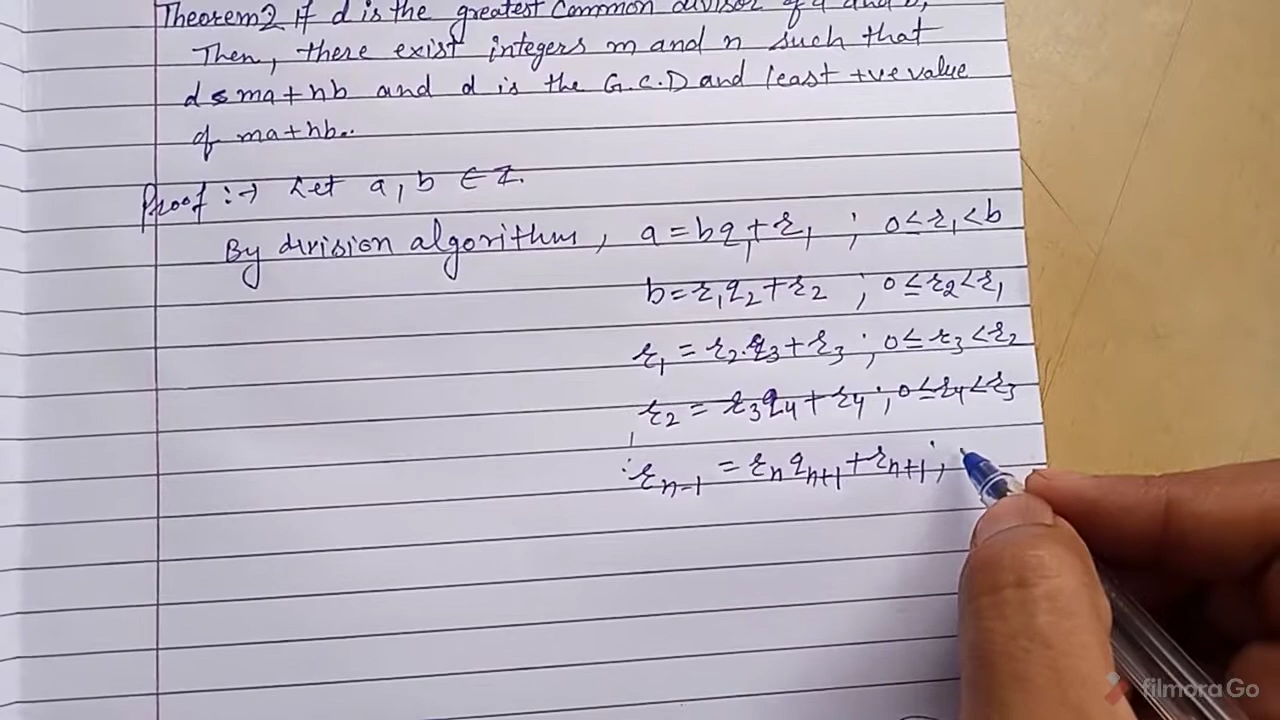 Theorem2 If d is the greatest common divisor of a and b,
Then, there exist integers m and n such that
d = ma+nb and d is the G.C.D and least +ve value
of ma+nb.
Proof :→ Let a, b ∈ Z.
By division algorithm, a = bq₁+r₁ ; 0≤r₁<b
b=r₁q₂+r₂ ; 0≤r₂<r₁
r₁ = r₂.q₃+r₃ ; 0≤r₃<r₂
r₂ = r₃q₄+r₄ ; 0≤r₄<r₃
rₙ₋₁ = rₙqₙ₊₁+rₙ₊₁ ;
filmora Go